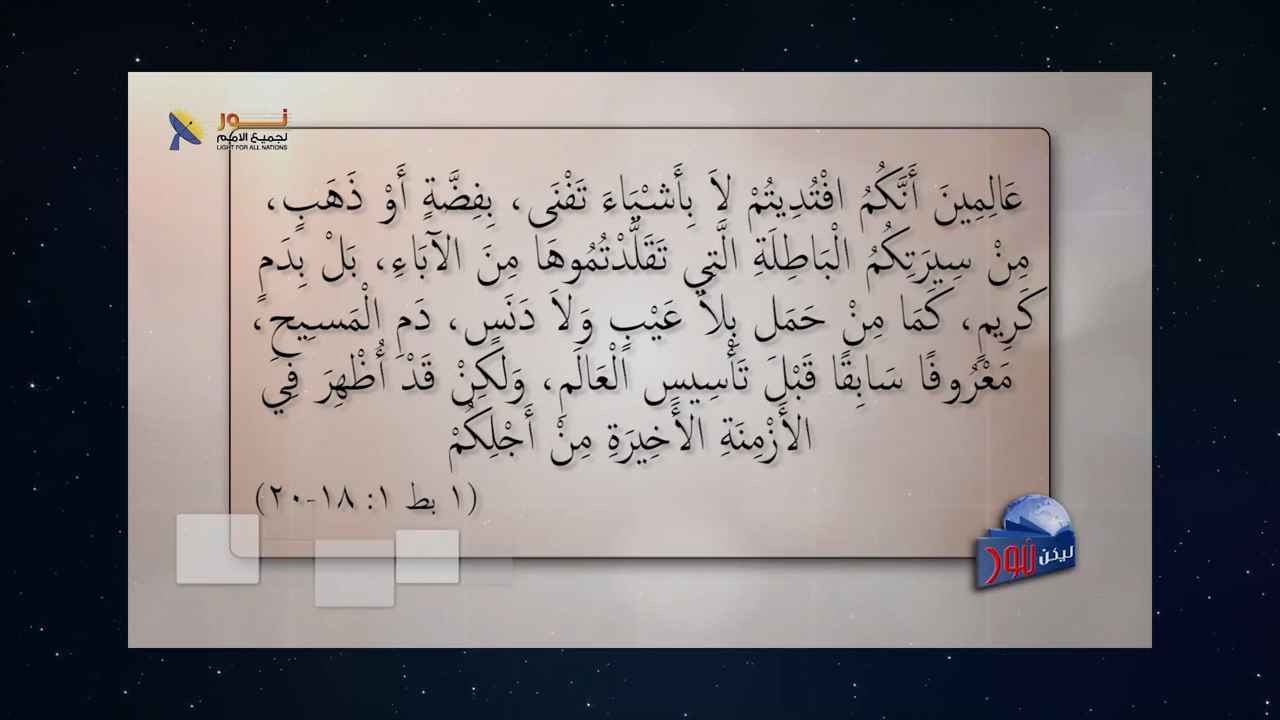 نور
لجميع الامم
LIGHT FOR ALL NATIONS
عَالِمِينَ أَنَّكُمُ افْتُدِيتُمْ لاَ بِأَشْيَاءَ تَفْنَى، بِفِضَّةٍ أَوْ ذَهَبٍ،
مِنْ سِيرَتِكُمُ الْبَاطِلَةِ الَّتِي تَقَلَّدْتُمُوهَا مِنَ الآبَاءِ، بَلْ بِدَمٍ
كَرِيمٍ، كَمَا مِنْ حَمَل بِلاَ عَيْبٍ وَلاَ دَنَسٍ، دَمِ الْمَسِيحِ،
مَعْرُوفًا سَابِقًا قَبْلَ تَأْسِيسِ الْعَالَمِ، وَلكِنْ قَدْ أُظْهِرَ فِي
الأَزْمِنَةِ الأَخِيرَةِ مِنْ أَجْلِكُمْ
(١ بط ١: ١٨-٢٠)
ليكن نور